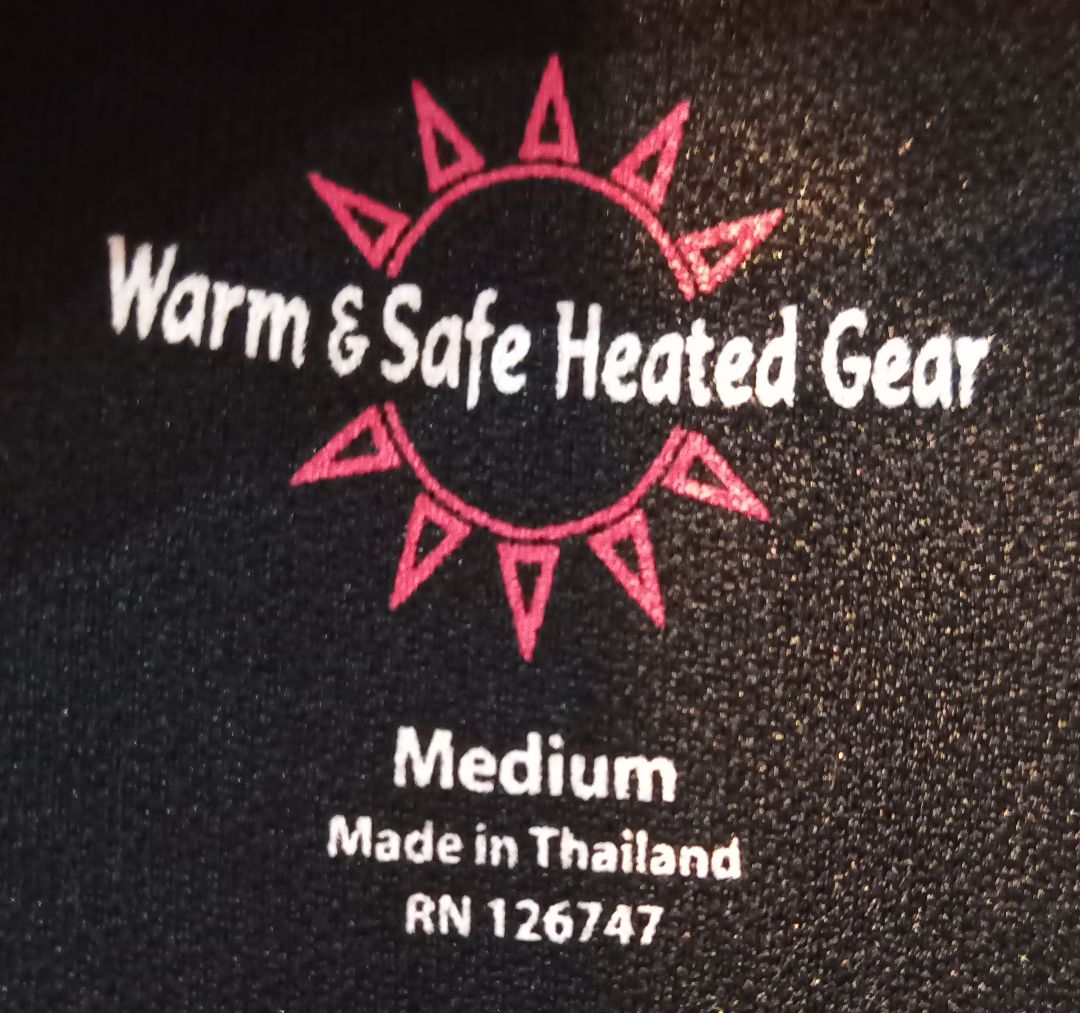 Warm & Safe Heated Gear
Medium
Made in Thailand
RN 126747